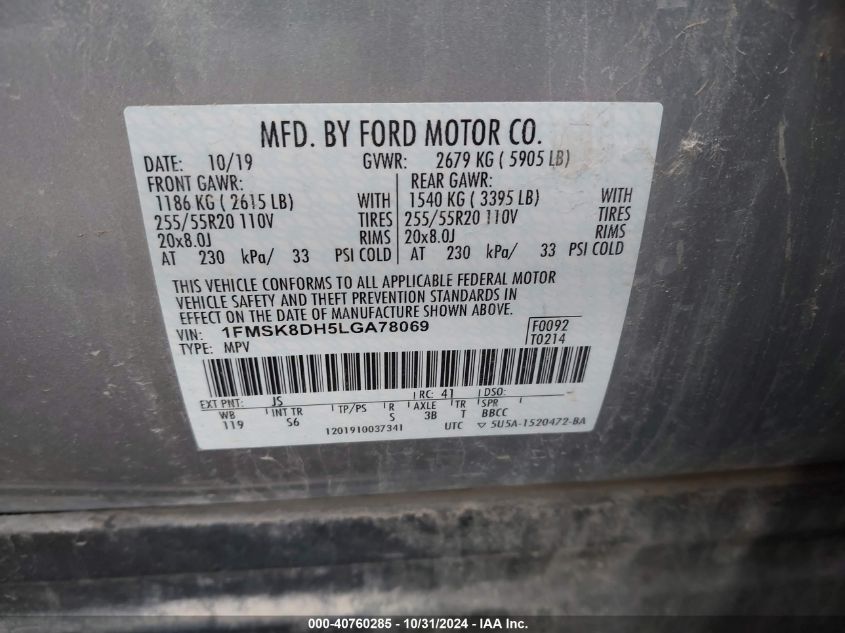 MFD. BY FORD MOTOR CO.
DATE: 10/19 GVWR: 2679 KG ( 5905 LB)
FRONT GAWR: REAR GAWR:
1186 KG ( 2615 LB) WITH 1540 KG ( 3395 LB) WITH
255/55R20 110V TIRES 255/55R20 110V TIRES
20x8.0J RIMS 20x8.0J RIMS
AT 230 kPa/ 33 PSI COLD AT 230 kPa/ 33 PSI COLD
THIS VEHICLE CONFORMS TO ALL APPLICABLE FEDERAL MOTOR
VEHICLE SAFETY AND THEFT PREVENTION STANDARDS IN
EFFECT ON THE DATE OF MANUFACTURE SHOWN ABOVE.
VIN: 1FMSK8DH5LGA78069 F0092
TYPE: MPV T0214
EXT PNT: JS RC: 41 DSO:
WB INT TR TP/PS R AXLE TR SPR
119 S6 S 3B T BBCC
1201910037341 UTC ▽ 5U5A-1520472-BA
000-40760285 - 10/31/2024 - IAA Inc.